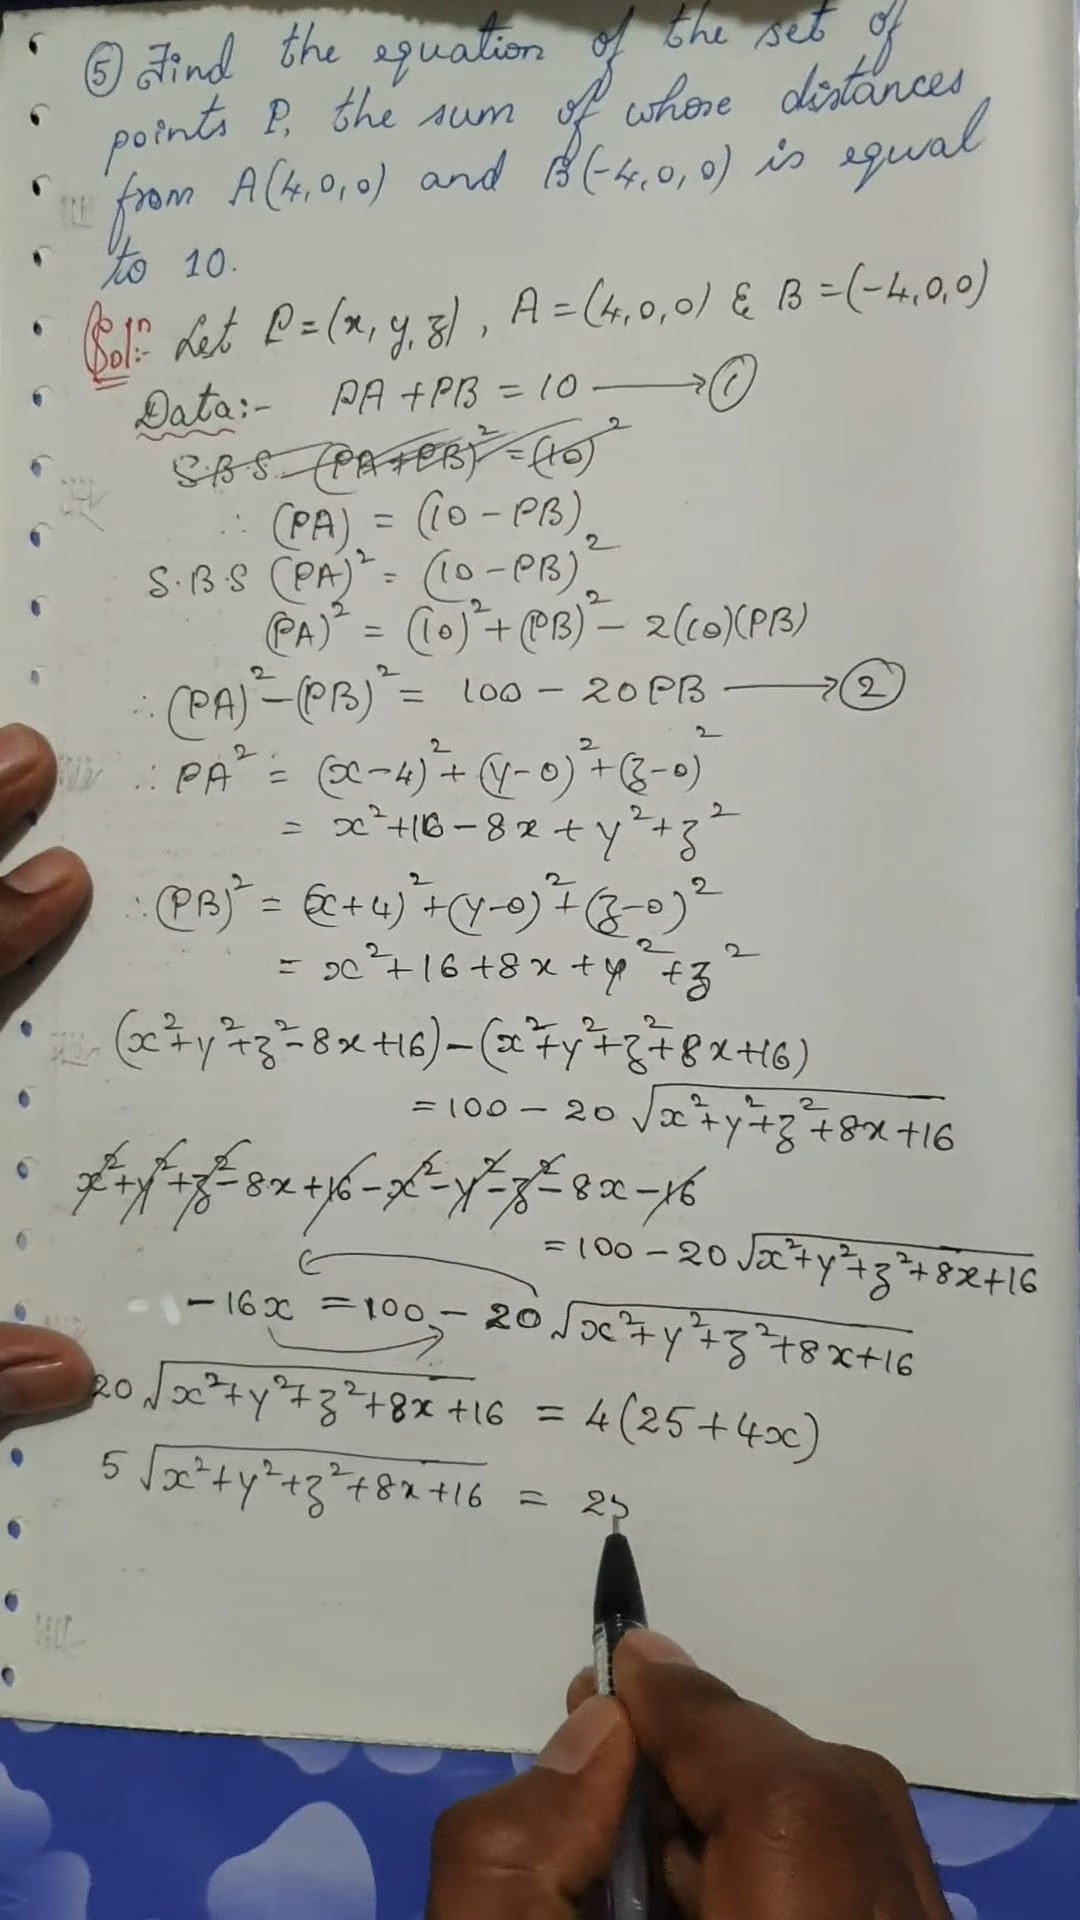 ⑤ Find the equation of the set of
points P, the sum of whose distances
from A(4,0,0) and B(-4,0,0) is equal
to 10.
Solⁿ:- Let P=(x, y, z), A=(4,0,0) & B=(-4,0,0)
Data:- PA+PB = 10 ⟶ ①
S.B.S (PA+PB)² = (10)²
∴ (PA) = (10-PB)
S.B.S (PA)² = (10-PB)²
(PA)² = (10)²+(PB)²- 2(10)(PB)
∴ (PA)²-(PB)² = 100 - 20PB ⟶ ②
∴ PA² = (x-4)²+(y-0)²+(z-0)²
= x²+16-8x+y²+z²
∴ (PB)² = (x+4)²+(y-0)²+(z-0)²
= x²+16+8x+y²+z²
(x²+y²+z²-8x+16)-(x²+y²+z²+8x+16)
=100 - 20 √x²+y²+z²+8x+16
x²+y²+z²-8x+16-x²-y²-z²-8x-16
=100-20√x²+y²+z²+8x+16
-16x =100-20√x²+y²+z²+8x+16
20√x²+y²+z²+8x+16 = 4(25+4x)
5√x²+y²+z²+8x+16 = 25